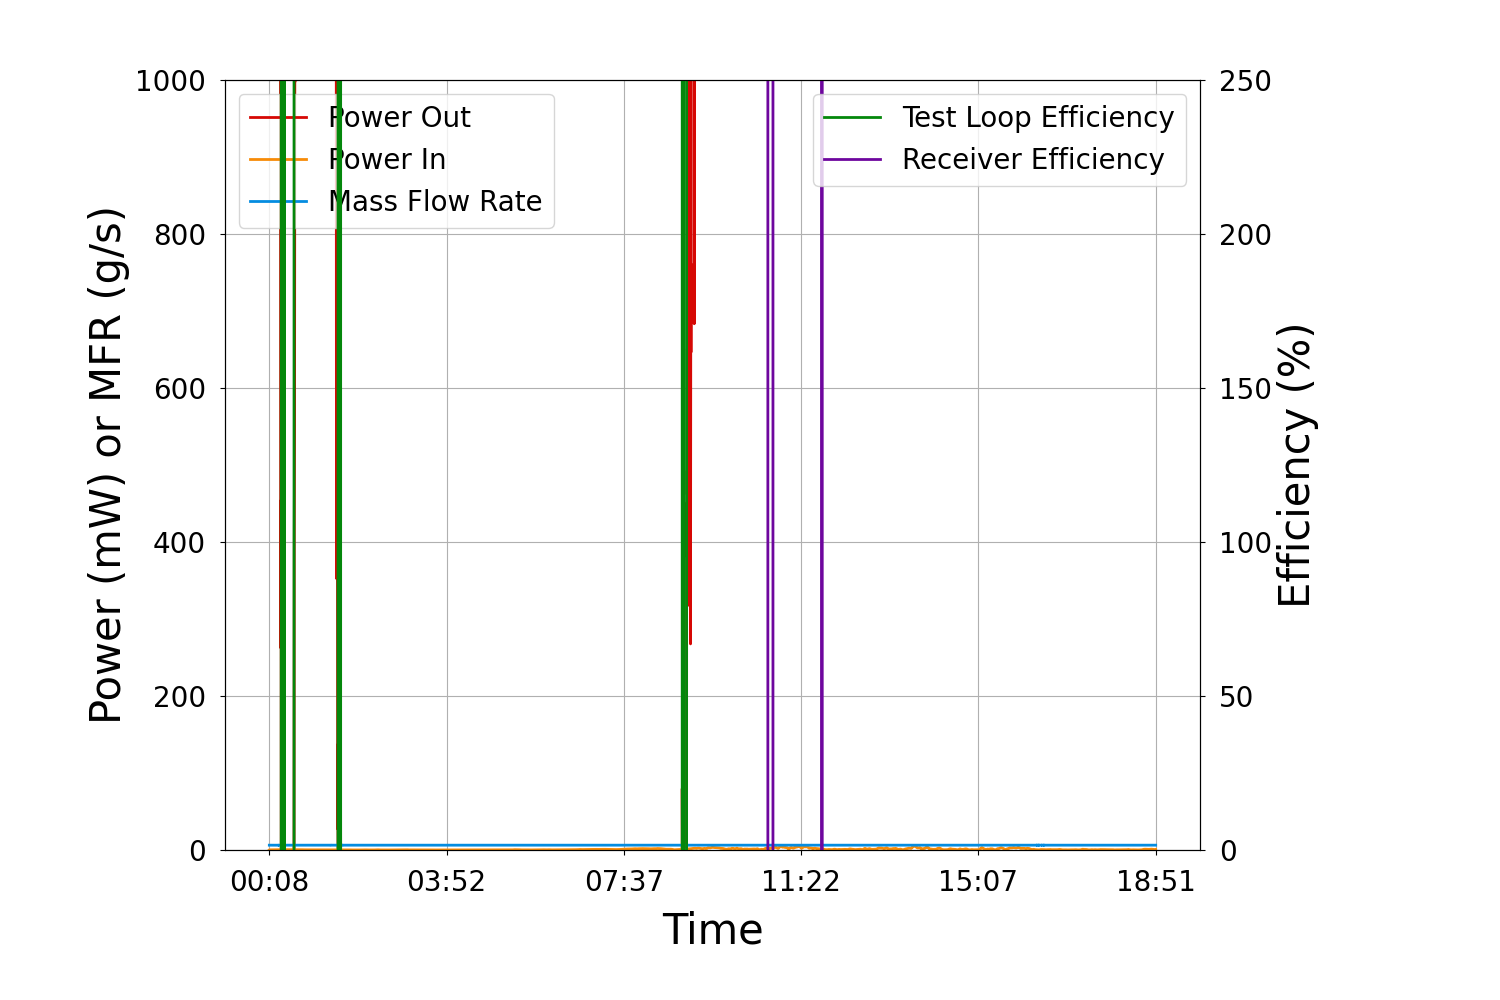 1000
800
600
400
200
0
Power (mW) or MFR (g/s)
Power Out
Power In
Mass Flow Rate
Test Loop Efficiency
Receiver Efficiency
250
200
150
100
50
0
Efficiency (%)
00:08 03:52 07:37 11:22 15:07 18:51
Time